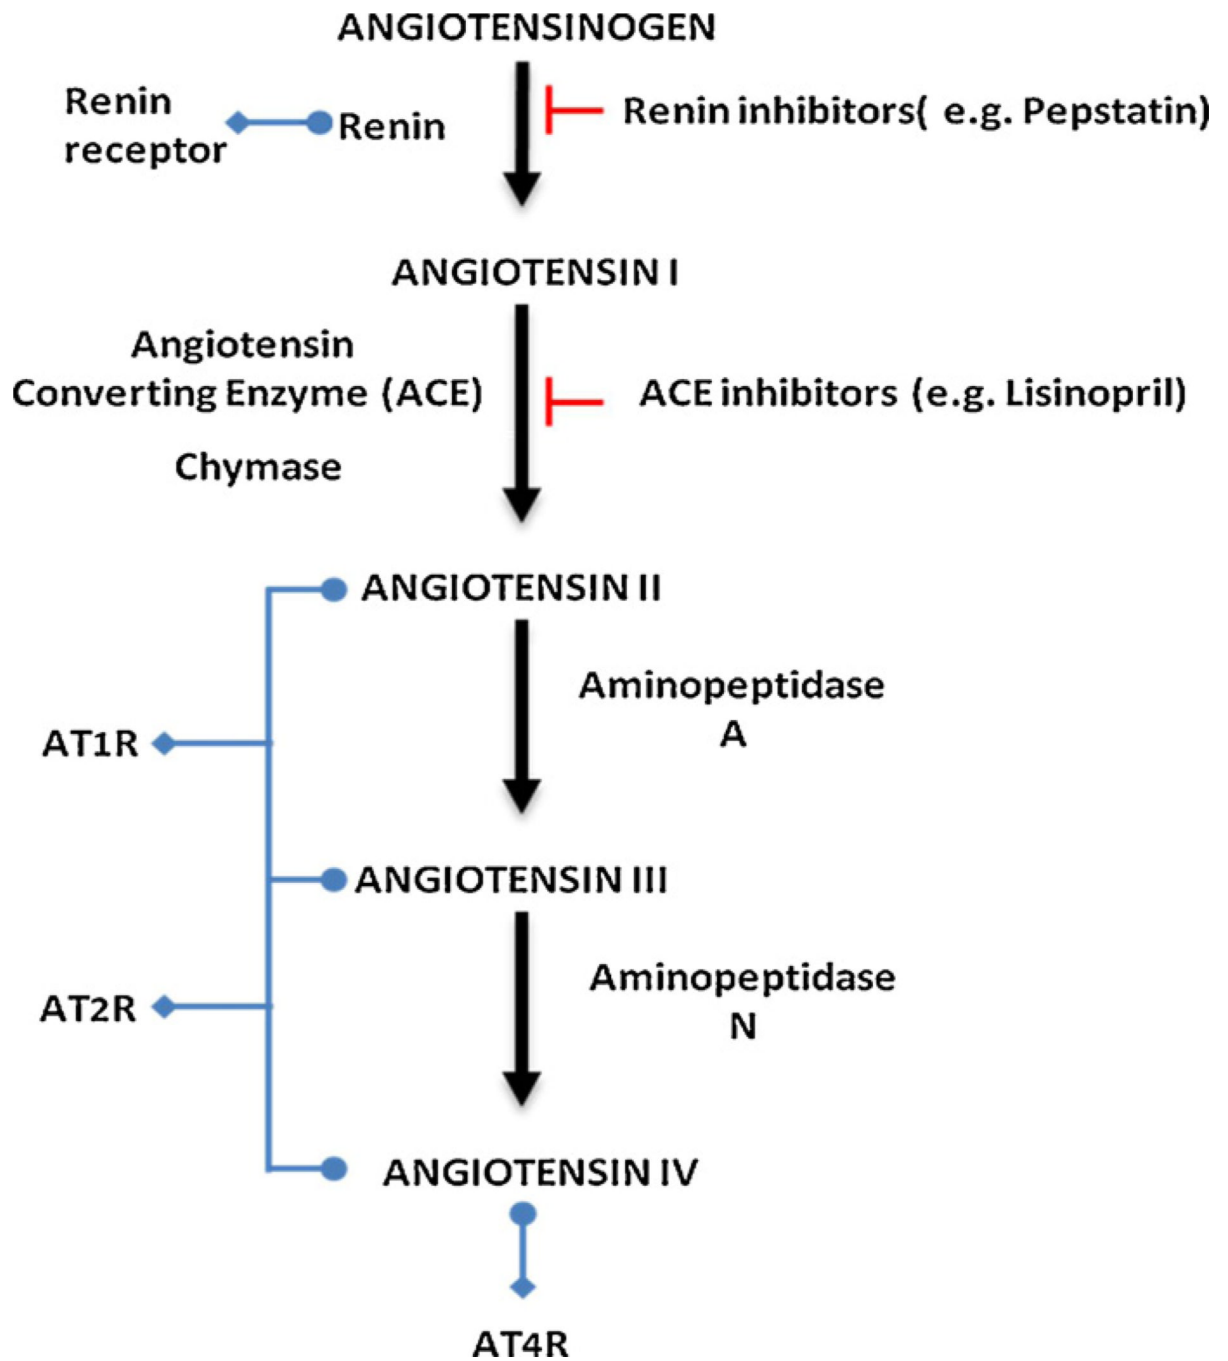 ANGIOTENSINOGEN
Renin
receptor
Renin
Renin inhibitors( e.g. Pepstatin)
ANGIOTENSIN I
Angiotensin
Converting Enzyme (ACE)
ACE inhibitors (e.g. Lisinopril)
Chymase
ANGIOTENSIN II
Aminopeptidase
A
AT1R
ANGIOTENSIN III
Aminopeptidase
N
AT2R
ANGIOTENSIN IV
AT4R